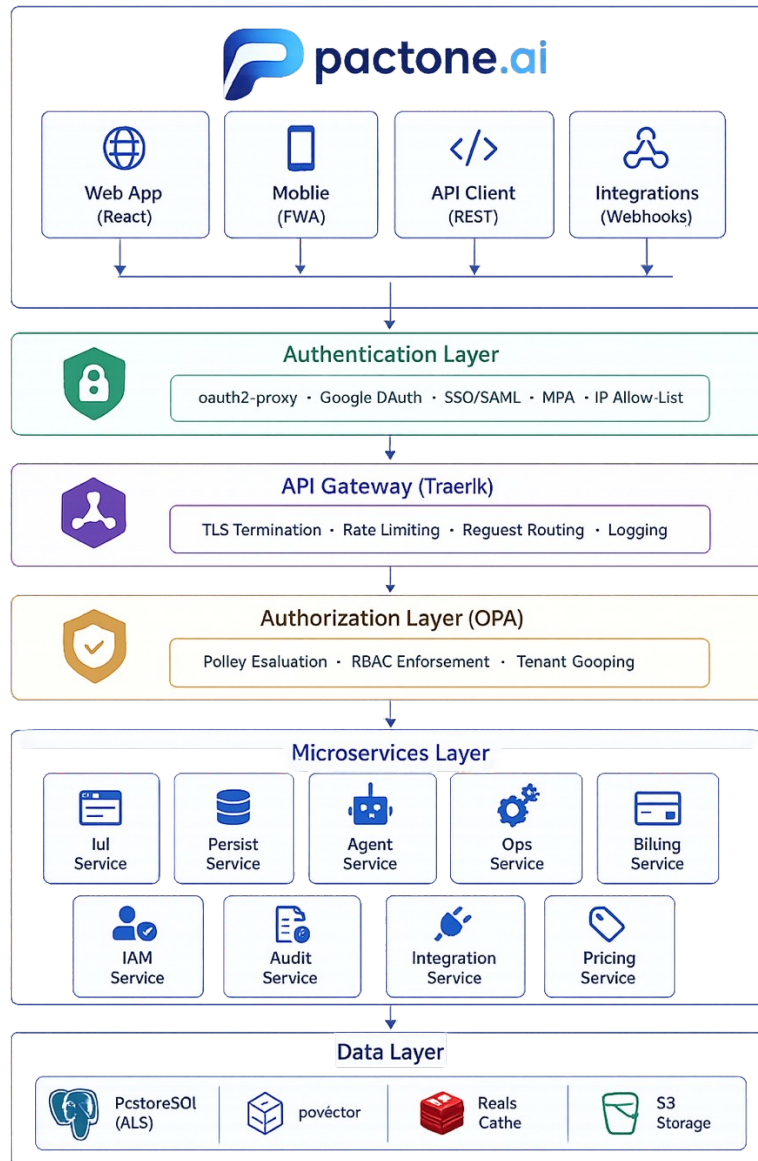 pactone.ai
Web App
(React)
Moblie
(FWA)
API Client
(REST)
Integrations
(Webhooks)
Authentication Layer
oauth2-proxy · Google DAuth · SSO/SAML · MPA · IP Allow-List
API Gateway (Traerlk)
TLS Termination · Rate Limiting · Reguest Routing · Logging
Authorization Layer (OPA)
Polley Esaluation · RBAC Enforsement · Tenant Gooping
Microservices Layer
Iul
Service
Persist
Service
Agent
Service
Ops
Service
Bilung
Service
IAM
Service
Audit
Service
Integration
Service
Pricing
Service
Data Layer
PcstoreSOl
(ALS)
povéctor
Reals
Cathe
S3
Storage